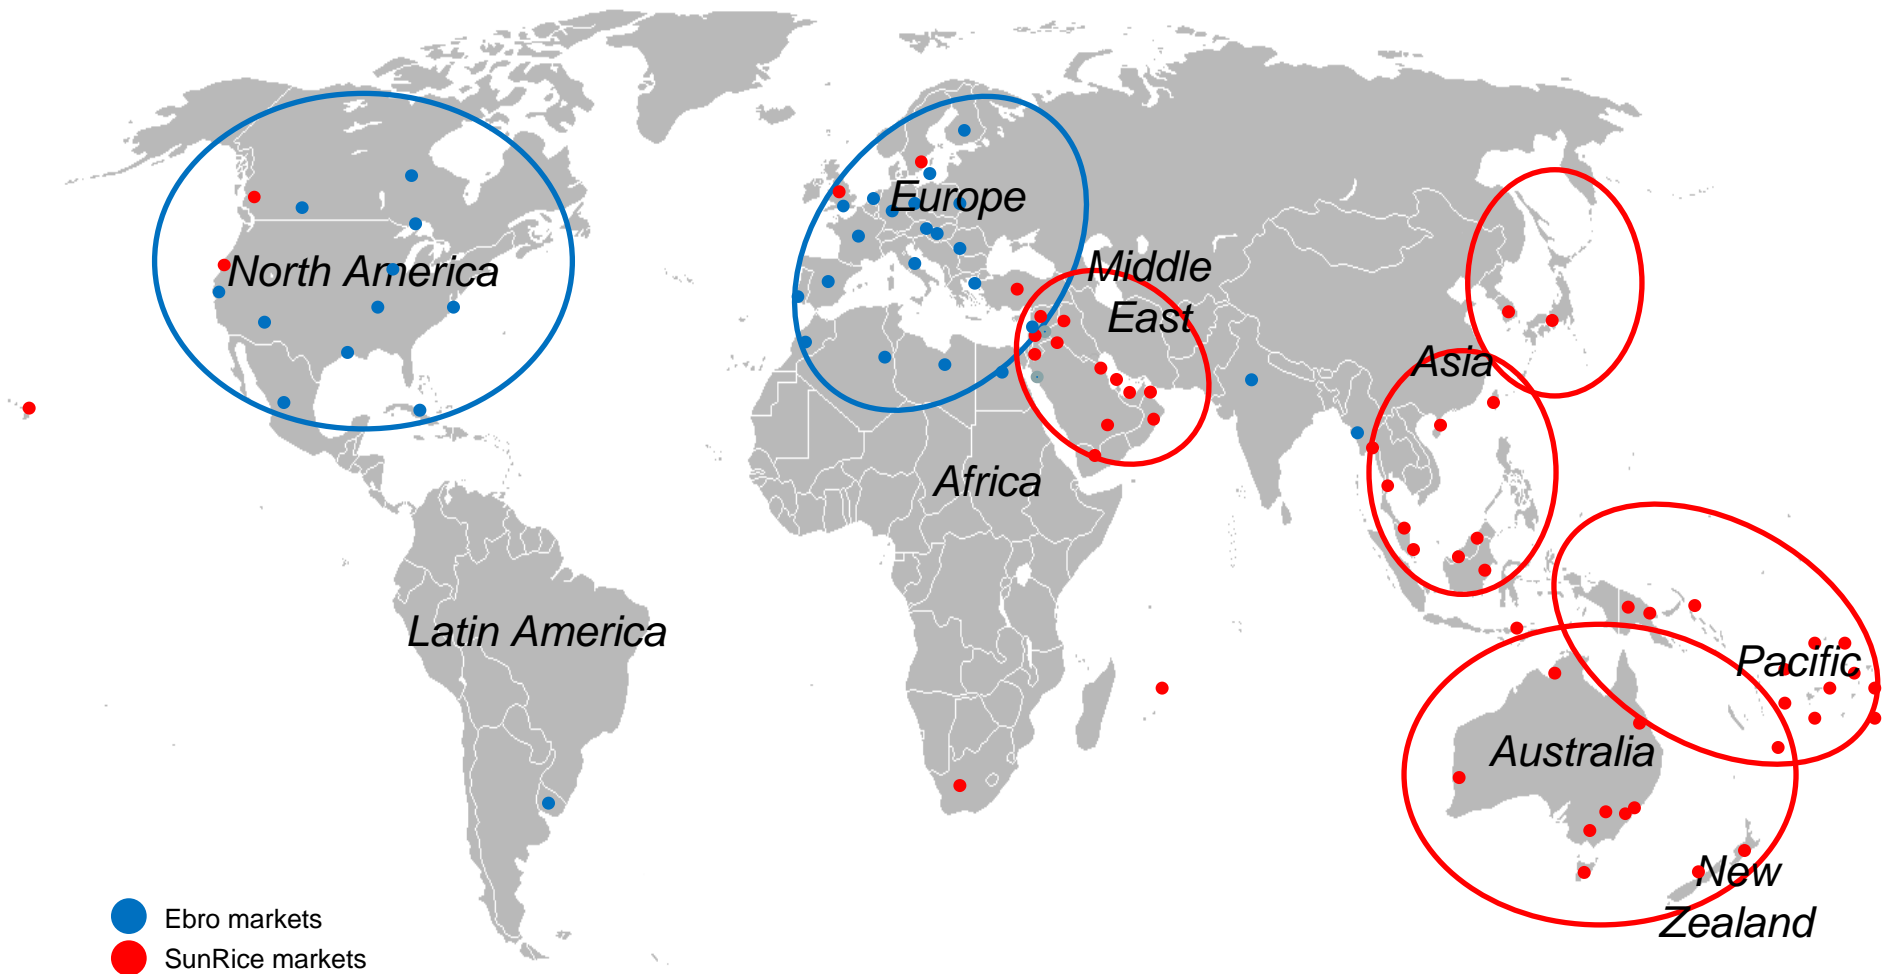 Europe
North America
Middle
East
Asia
Africa
Latin America
Pacific
Australia
New
Zealand
Ebro markets
SunRice markets